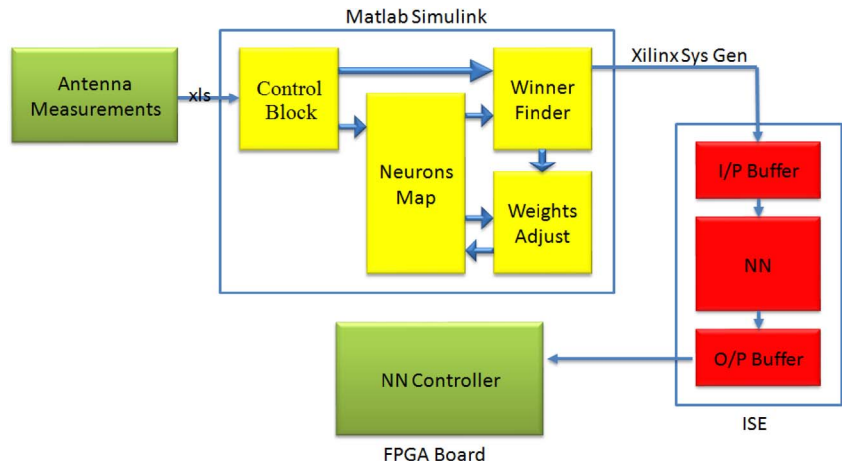 Matlab Simulink
Antenna
Measurements
xls
Control
Block
Winner
Finder
Xilinx Sys Gen
Neurons
Map
Weights
Adjust
I/P Buffer
NN
O/P Buffer
ISE
NN Controller
FPGA Board